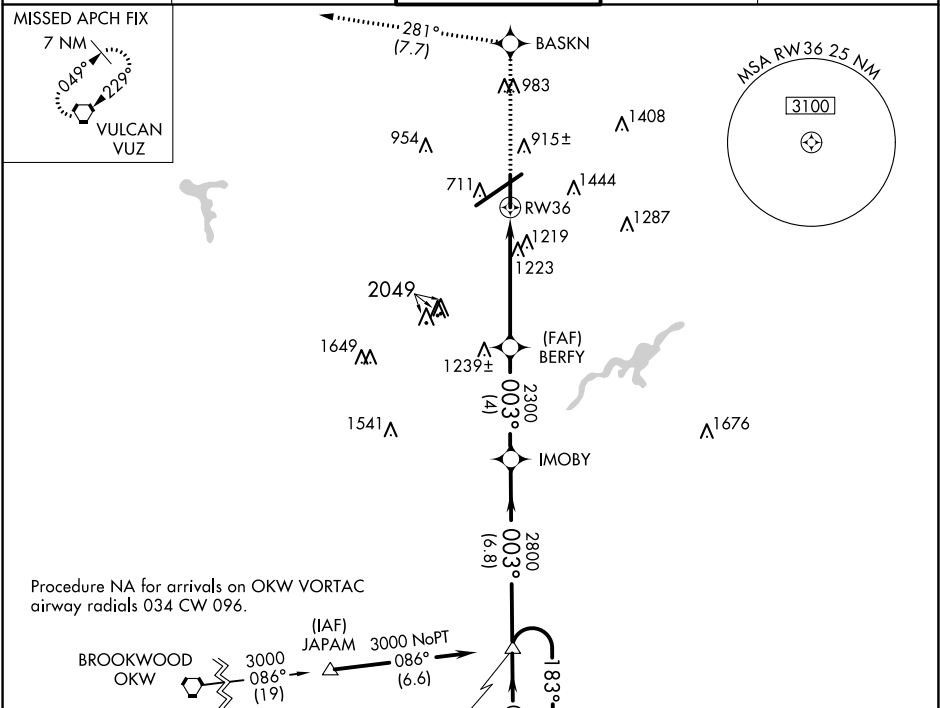 MISSED APCH FIX
7 NM
049°
229°
VULCAN
VUZ
281°
(7.7)
BASKN
983
MSA RW36 25 NM
3100
1408
954
915±
711
1444
RW36
1287
1219
1223
2049
(FAF)
BERFY
1649
1239±
2300
003°
(4)
1541
1676
IMOBY
2800
003°
(6.8)
Procedure NA for arrivals on OKW VORTAC
airway radials 034 CW 096.
(IAF)
JAPAM
3000 NoPT
086°
(6.6)
BROOKWOOD
OKW
3000
086°
(19)
183°